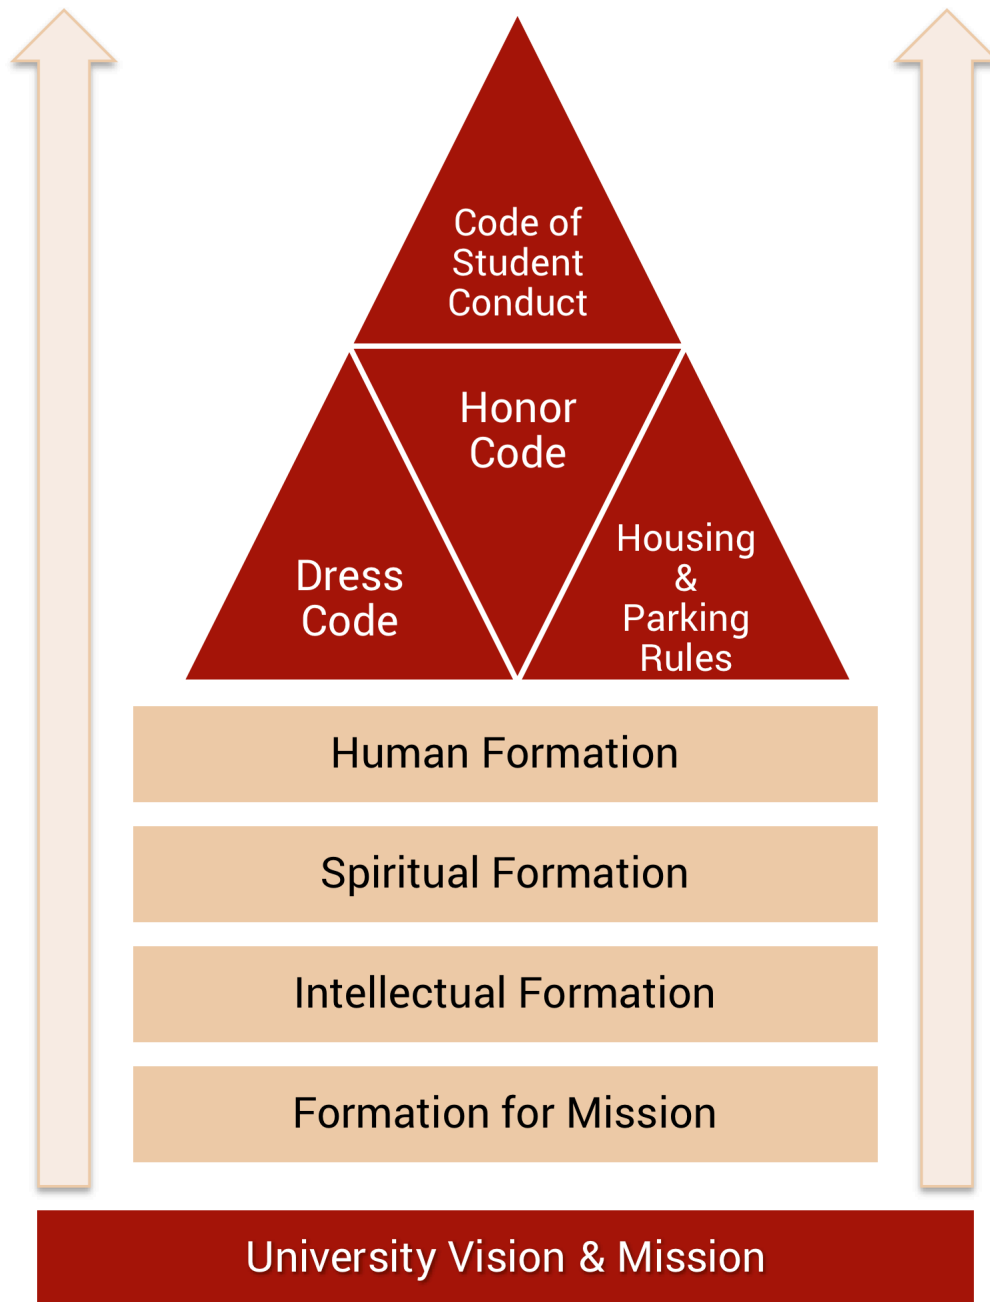 Code of
Student
Conduct
Honor
Code
Dress
Code
Housing
&
Parking
Rules
Human Formation
Spiritual Formation
Intellectual Formation
Formation for Mission
University Vision & Mission